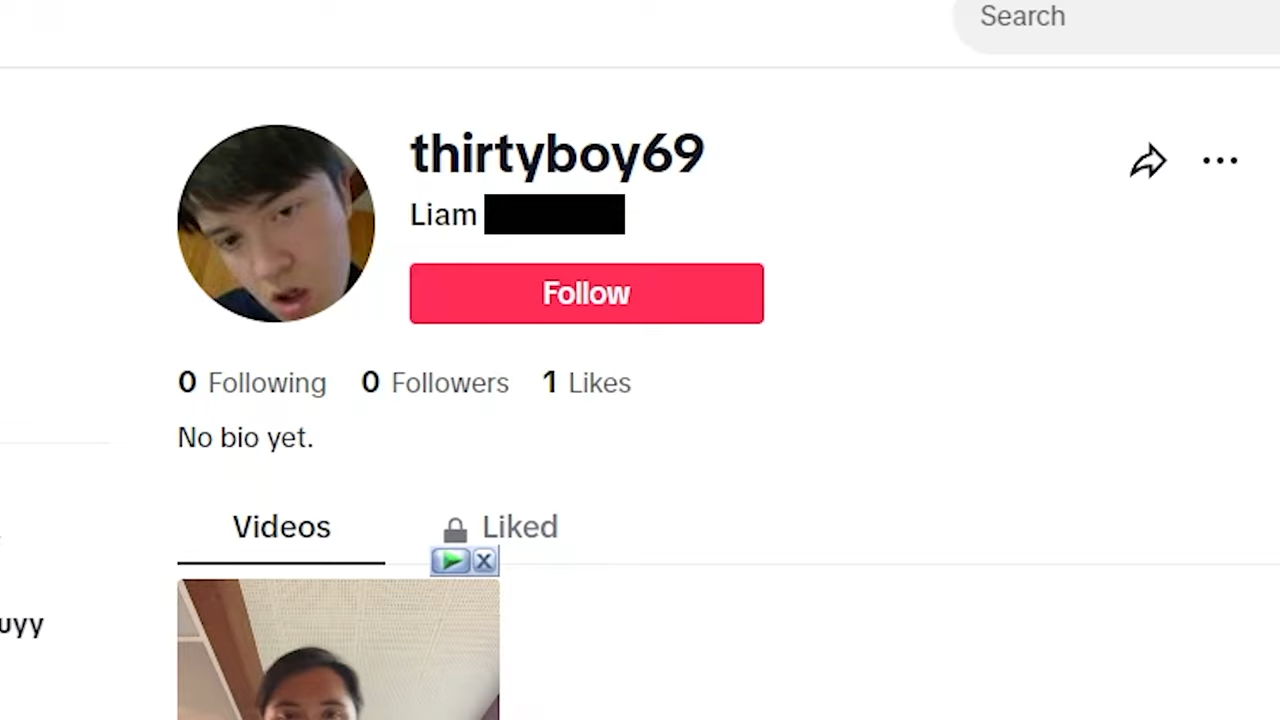 Search
thirtyboy69
Liam
Follow
0 Following 0 Followers 1 Likes
No bio yet.
Videos Liked
uyy